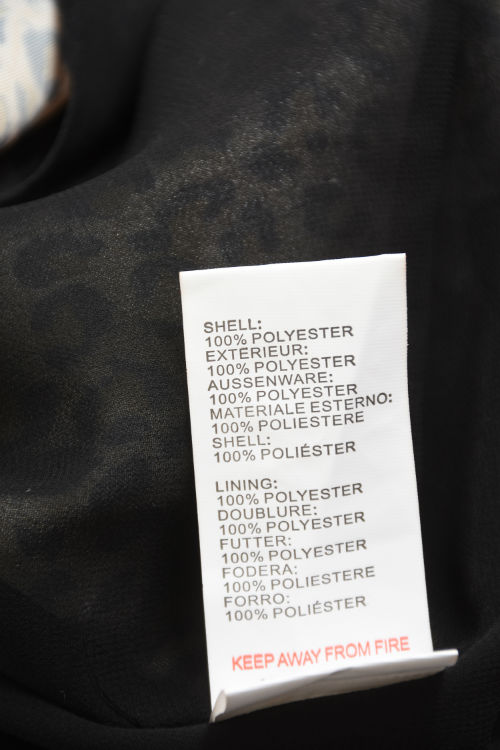 SHELL:
100% POLYESTER
EXTERIEUR:
100% POLYESTER
AUSSENWARE:
100% POLYESTER
MATERIALE ESTERNO:
100% POLIESTERE
SHELL:
100% POLIÉSTER
LINING:
100% POLYESTER
DOUBLURE:
100% POLYESTER
FUTTER:
100% POLYESTER
FODERA:
100% POLIESTERE
FORRO:
100% POLIÉSTER
KEEP AWAY FROM FIRE